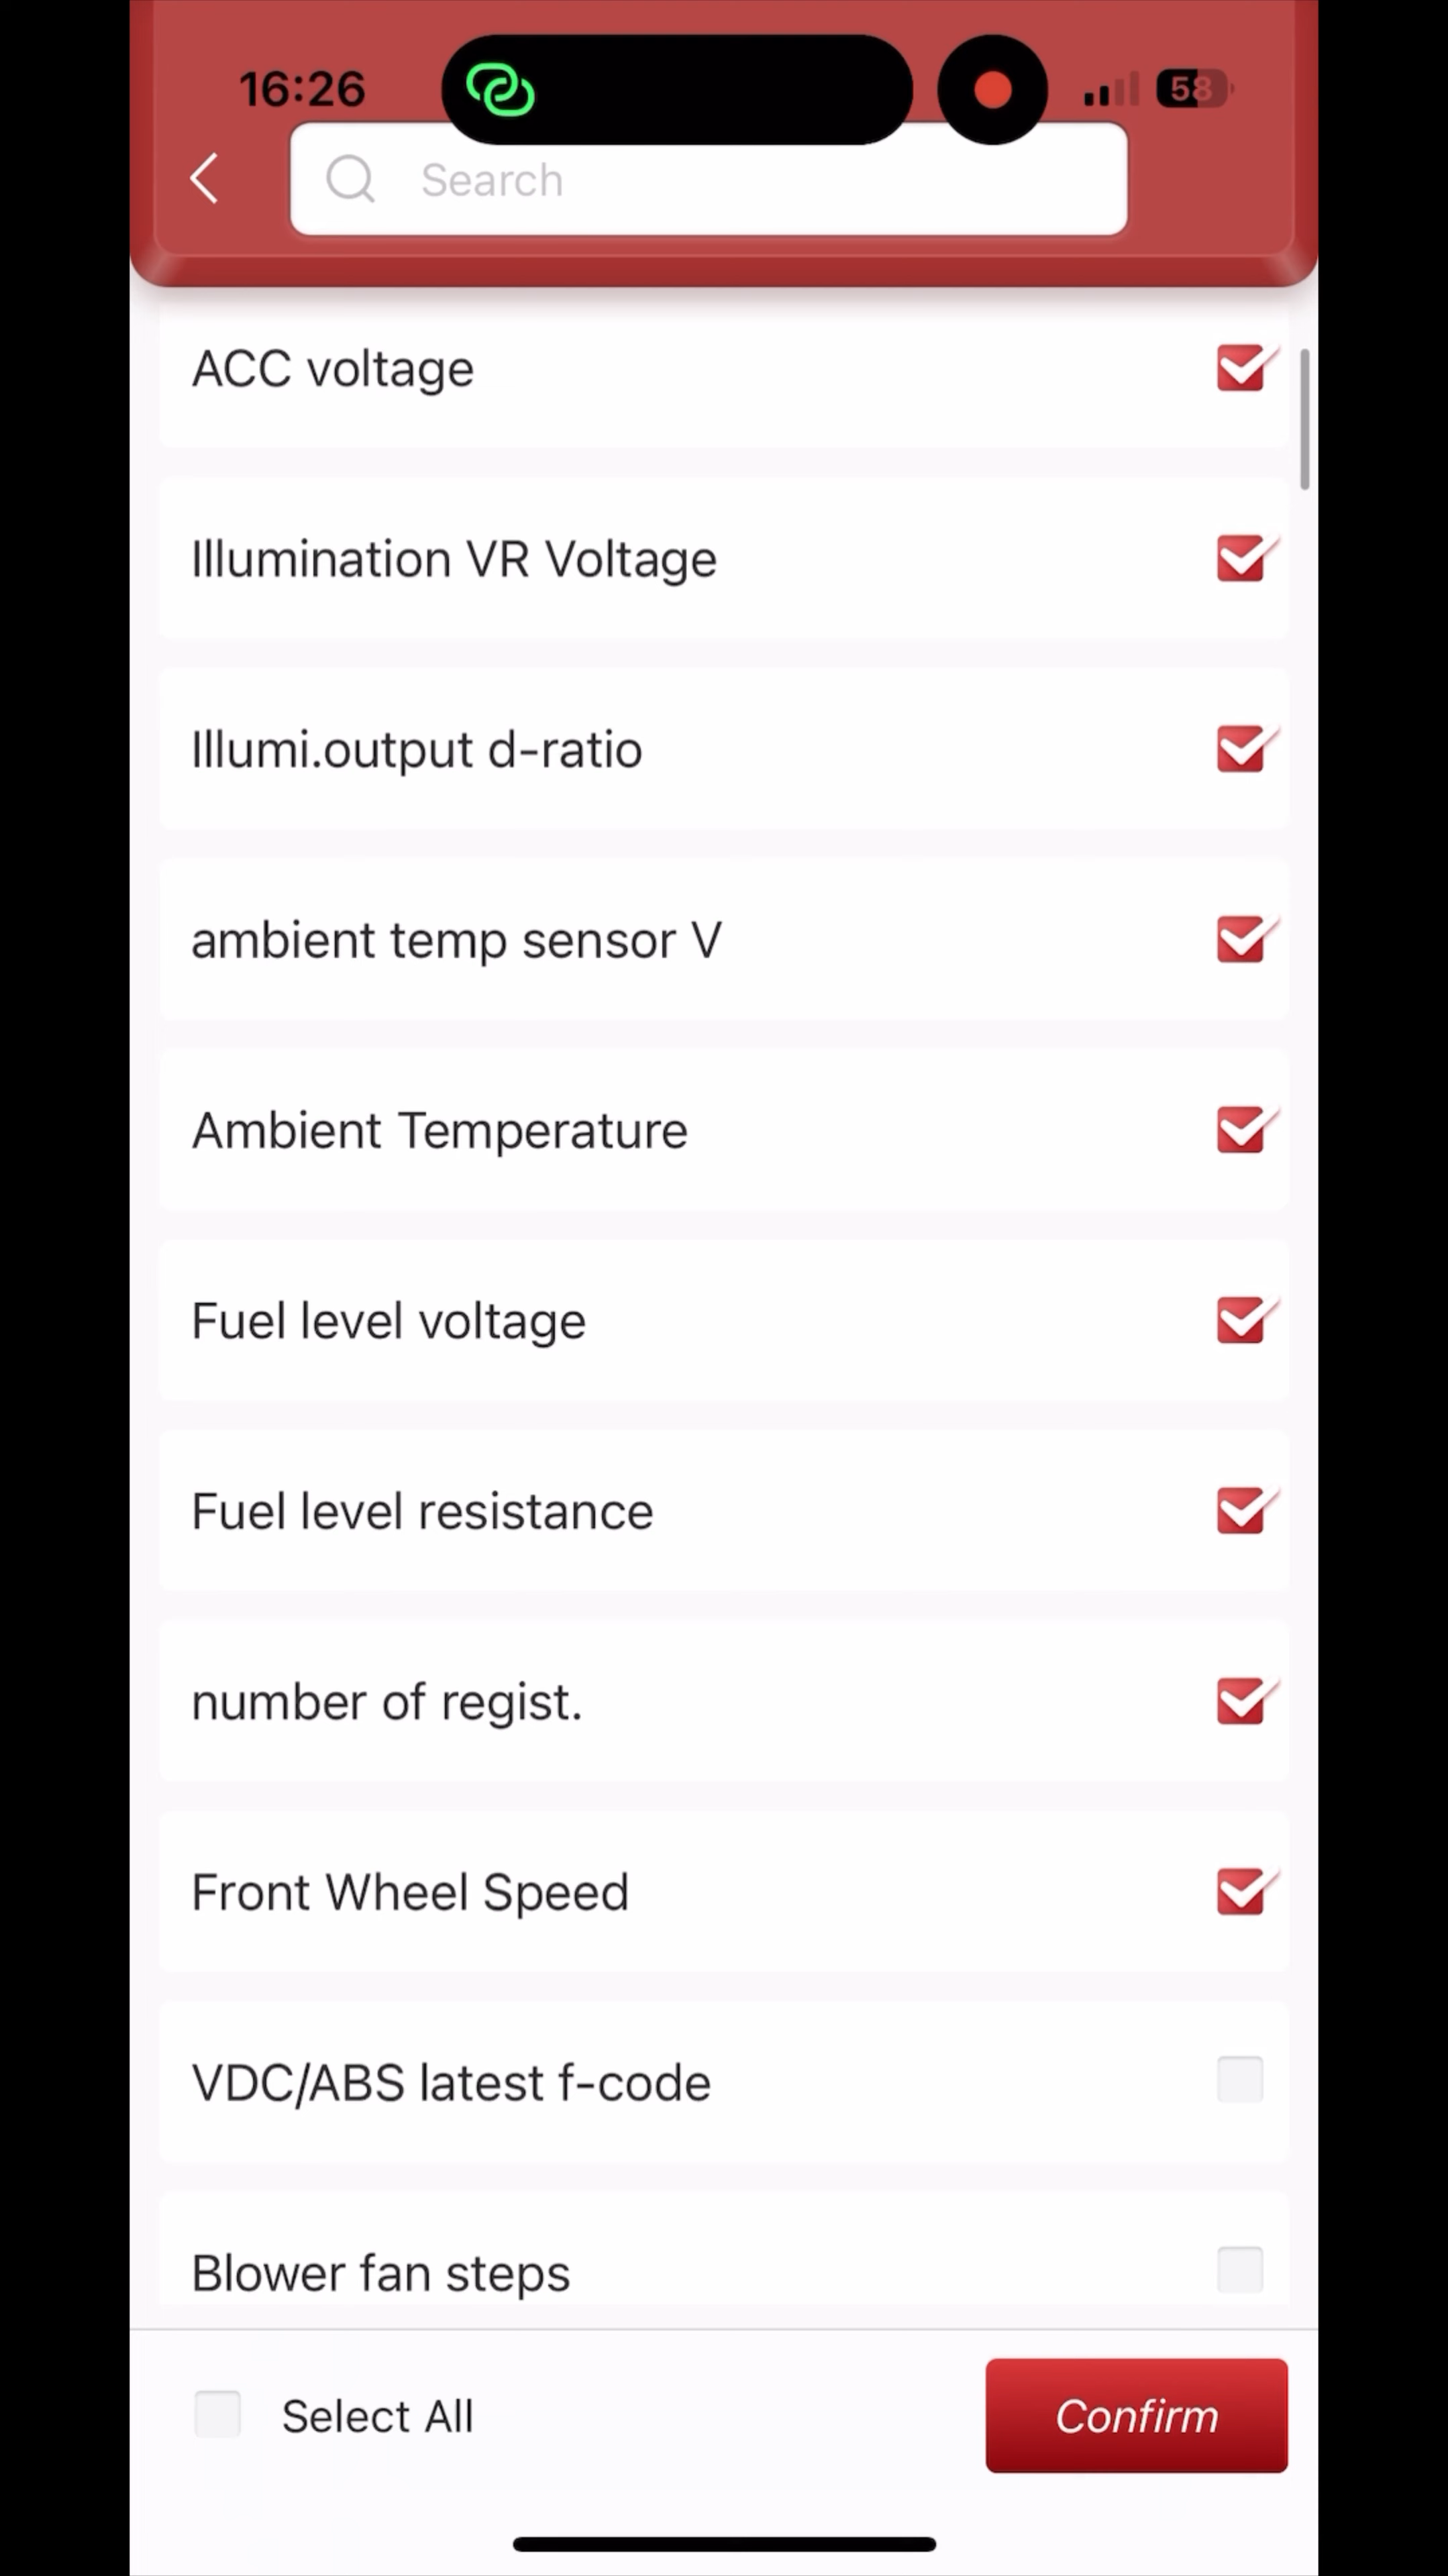 16:26
58
Search
ACC voltage
Illumination VR Voltage
Illumi.output d-ratio
ambient temp sensor V
Ambient Temperature
Fuel level voltage
Fuel level resistance
number of regist.
Front Wheel Speed
VDC/ABS latest f-code
Blower fan steps
Select All
Confirm